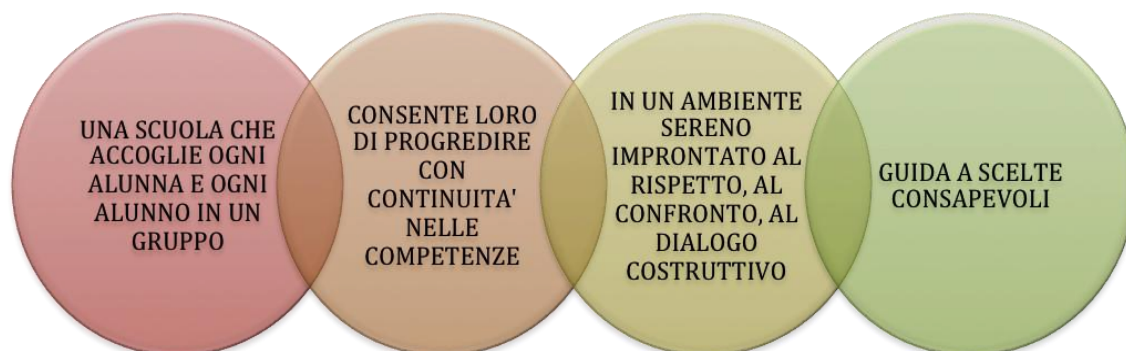 UNA SCUOLA CHE
ACCOGLIE OGNI
ALUNNA E OGNI
ALUNNO IN UN
GRUPPO
CONSENTE LORO
DI PROGREDIRE
CON
CONTINUITA'
NELLE
COMPETENZE
IN UN AMBIENTE
SERENO
IMPRONTATO AL
RISPETTO, AL
CONFRONTO, AL
DIALOGO
COSTRUTTIVO
GUIDA A SCELTE
CONSAPEVOLI